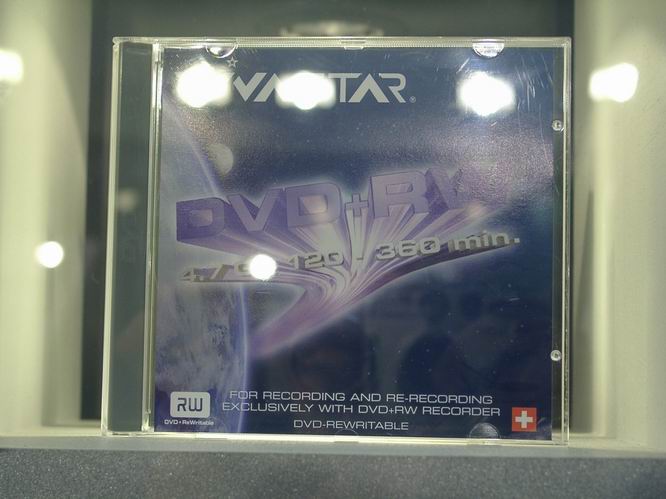 DVD+RW
120 360 min.
FOR RECORDING AND RE-RECORDING
EXCLUSIVELY WITH DVD+RW RECORDER
DVD-REWRITABLE
RW
DVD+ReWritable